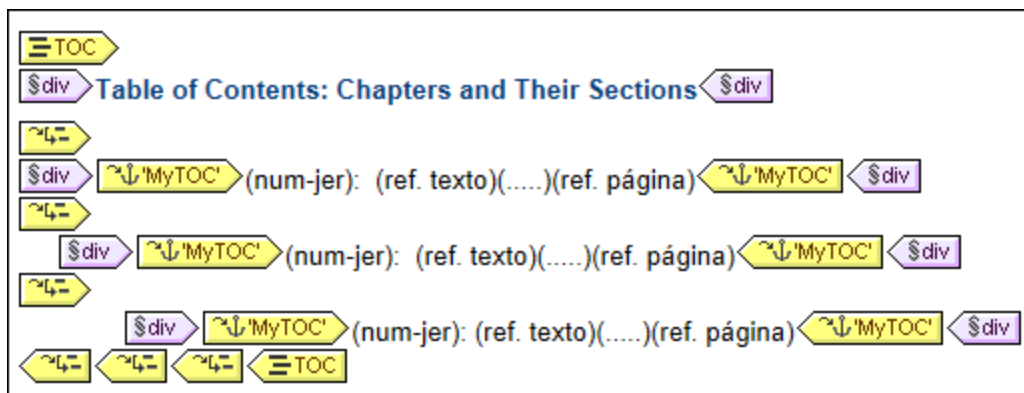 TOC
§div Table of Contents: Chapters and Their Sections §div
§div 'MyTOC' (num-jer): (ref. texto)(.....)(ref. página) 'MyTOC' §div
§div 'MyTOC' (num-jer): (ref. texto)(.....)(ref. página) 'MyTOC' §div
§div 'MyTOC' (num-jer): (ref. texto)(.....)(ref. página) 'MyTOC' §div
TOC